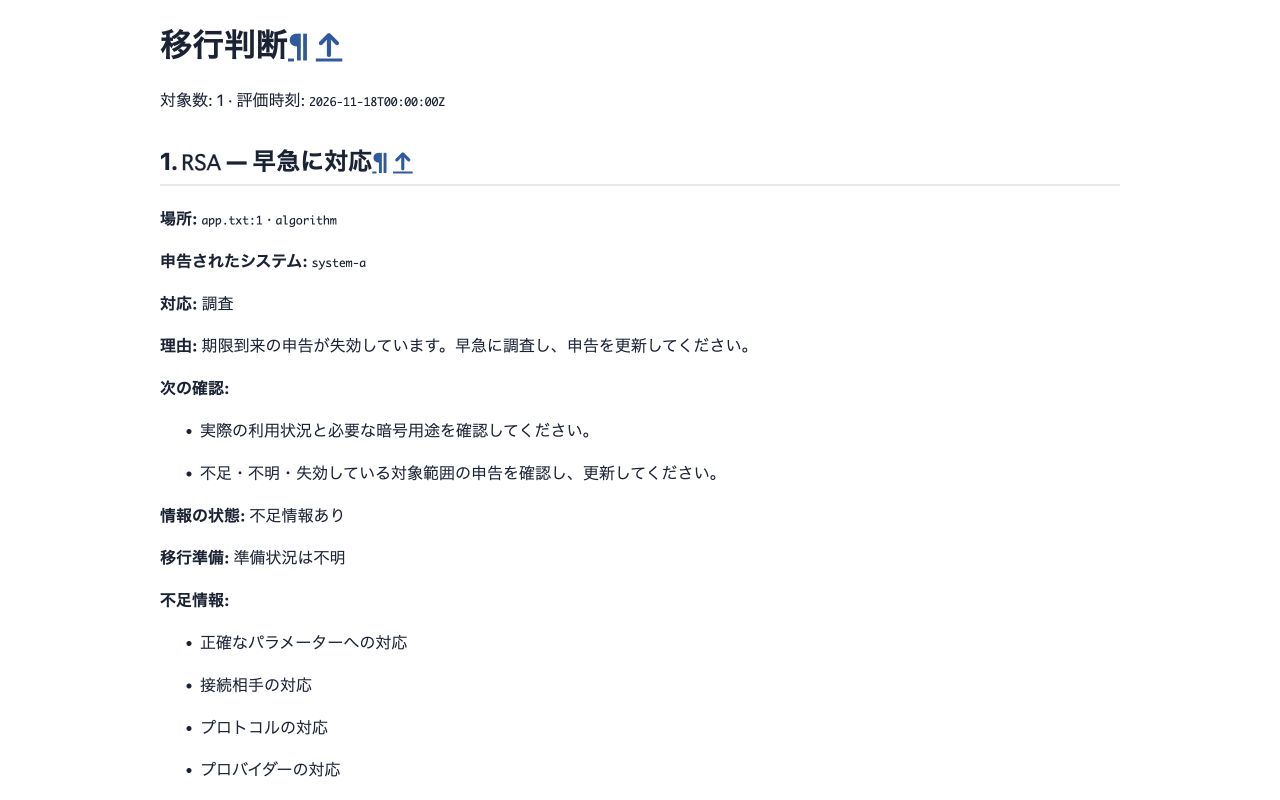 移行判断¶ ↑
対象数: 1 · 評価時刻: 2026-11-18T00:00:00Z
1. RSA — 早急に対応¶ ↑
場所: app.txt:1 · algorithm
申告されたシステム: system-a
対応: 調査
理由: 期限到来の申告が失効しています。早急に調査し、申告を更新してください。
次の確認:
• 実際の利用状況と必要な暗号用途を確認してください。
• 不足・不明・失効している対象範囲の申告を確認し、更新してください。
情報の状態: 不足情報あり
移行準備: 準備状況は不明
不足情報:
• 正確なパラメーターへの対応
• 接続相手の対応
• プロトコルの対応
• プロバイダーの対応